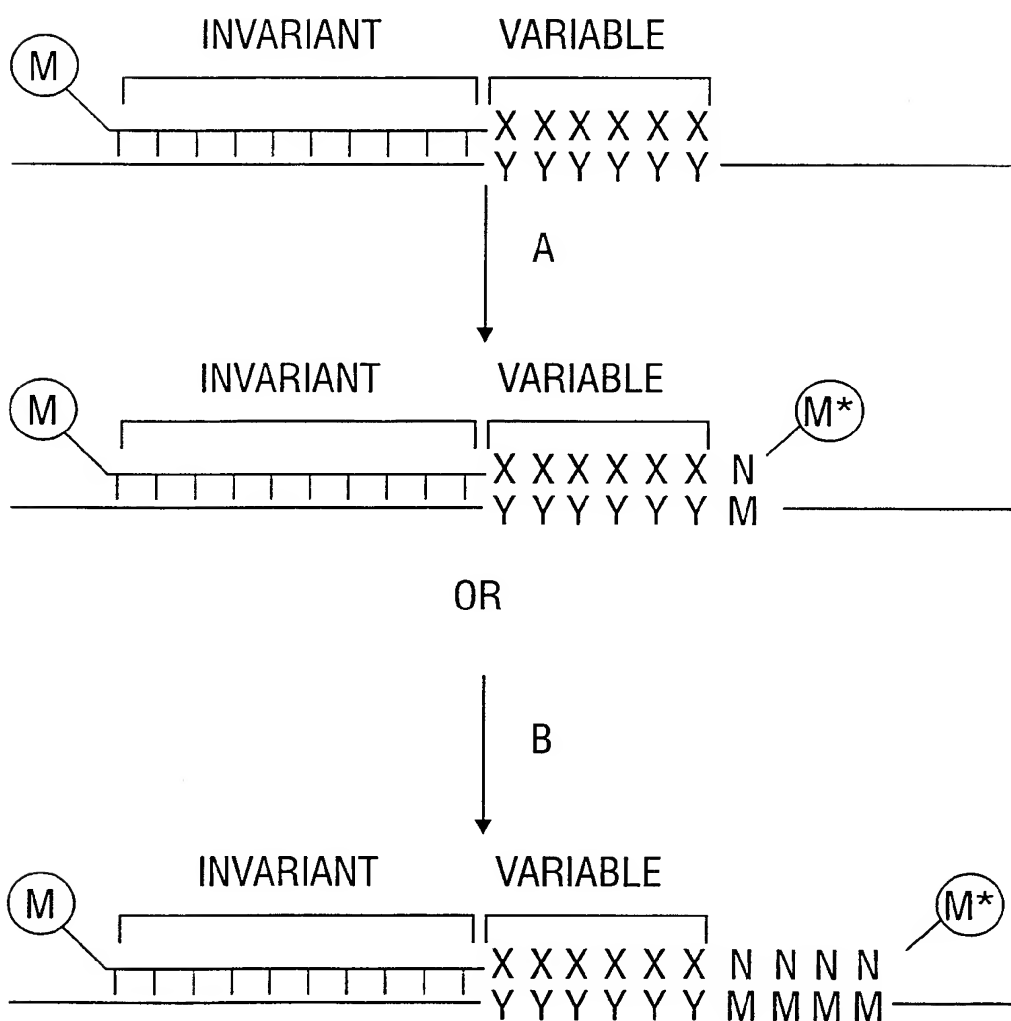 INVARIANT VARIABLE
M
X X X X X X
Y Y Y Y Y Y
A
INVARIANT VARIABLE
M M*
X X X X X X N
Y Y Y Y Y Y M
OR
B
INVARIANT VARIABLE
M M*
X X X X X X N N N N
Y Y Y Y Y Y M M M M